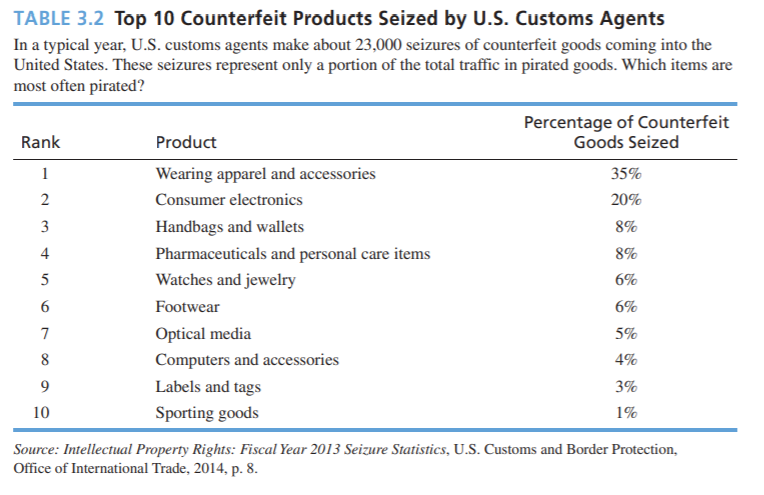 TABLE 3.2 Top 10 Counterfeit Products Seized by U.S. Customs Agents
In a typical year, U.S. customs agents make about 23,000 seizures of counterfeit goods coming into the
United States. These seizures represent only a portion of the total traffic in pirated goods. Which items are
most often pirated?
Percentage of Counterfeit
Rank Product Goods Seized
1 Wearing apparel and accessories 35%
2 Consumer electronics 20%
3 Handbags and wallets 8%
4 Pharmaceuticals and personal care items 8%
5 Watches and jewelry 6%
6 Footwear 6%
7 Optical media 5%
8 Computers and accessories 4%
9 Labels and tags 3%
10 Sporting goods 1%
Source: Intellectual Property Rights: Fiscal Year 2013 Seizure Statistics, U.S. Customs and Border Protection,
Office of International Trade, 2014, p. 8.